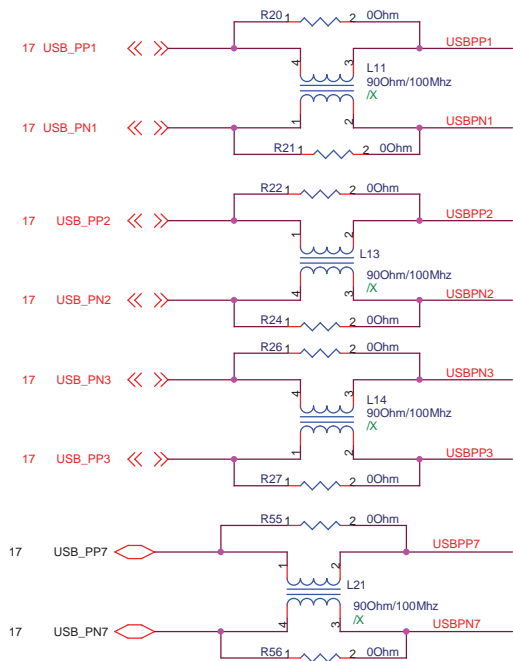 R20 1 2 0Ohm
17 USB_PP1 USBPP1
4 3 L11
90Ohm/100Mhz
/X
1 2
17 USB_PN1 USBPN1
R21 1 2 0Ohm
R22 1 2 0Ohm
17 USB_PP2 USBPP2
1 2
L13
90Ohm/100Mhz
/X
4 3
17 USB_PN2 USBPN2
R24 1 2 0Ohm
R26 1 2 0Ohm
17 USB_PN3 USBPN3
4 3
L14
90Ohm/100Mhz
/X
1 2
17 USB_PP3 USBPP3
R27 1 2 0Ohm
R55 1 2 0Ohm
17 USB_PP7 USBPP7
1 2
L21
90Ohm/100Mhz
/X
4 3
17 USB_PN7 USBPN7
R56 1 2 0Ohm